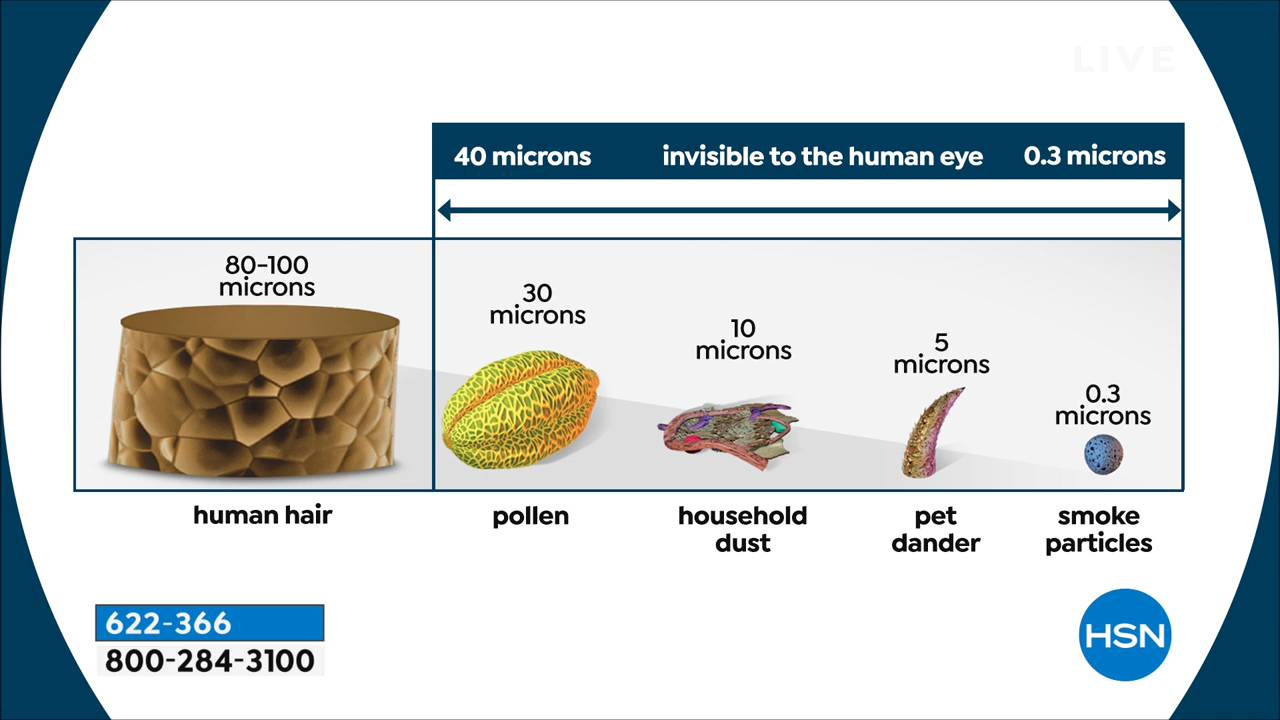 LIVE
40 microns invisible to the human eye 0.3 microns
80-100
microns
30
microns
10
microns
5
microns
0.3
microns
human hair
pollen
household
dust
pet
dander
smoke
particles
622-366
800-284-3100
HSN